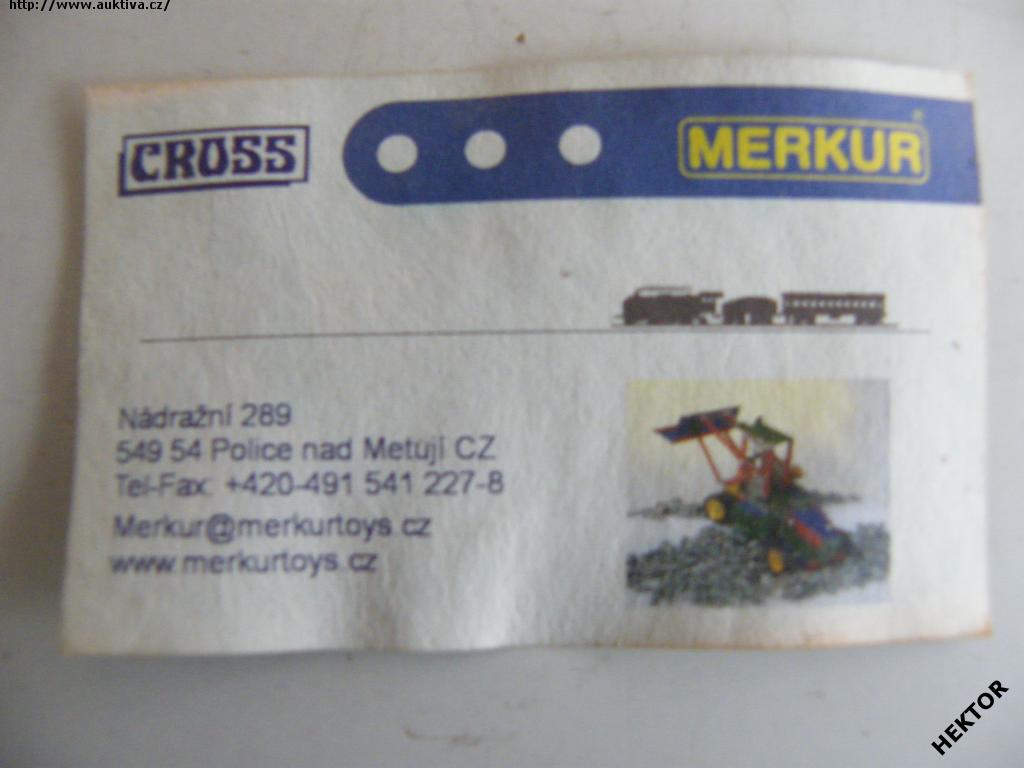 http://www.auktiva.cz/
CROSS
MERKUR
Nádražní 289
549 54 Police nad Metují CZ
Tel-Fax: +420-491 541 227-8
Merkur@merkurtoys.cz
www.merkurtoys.cz
HEKTOR